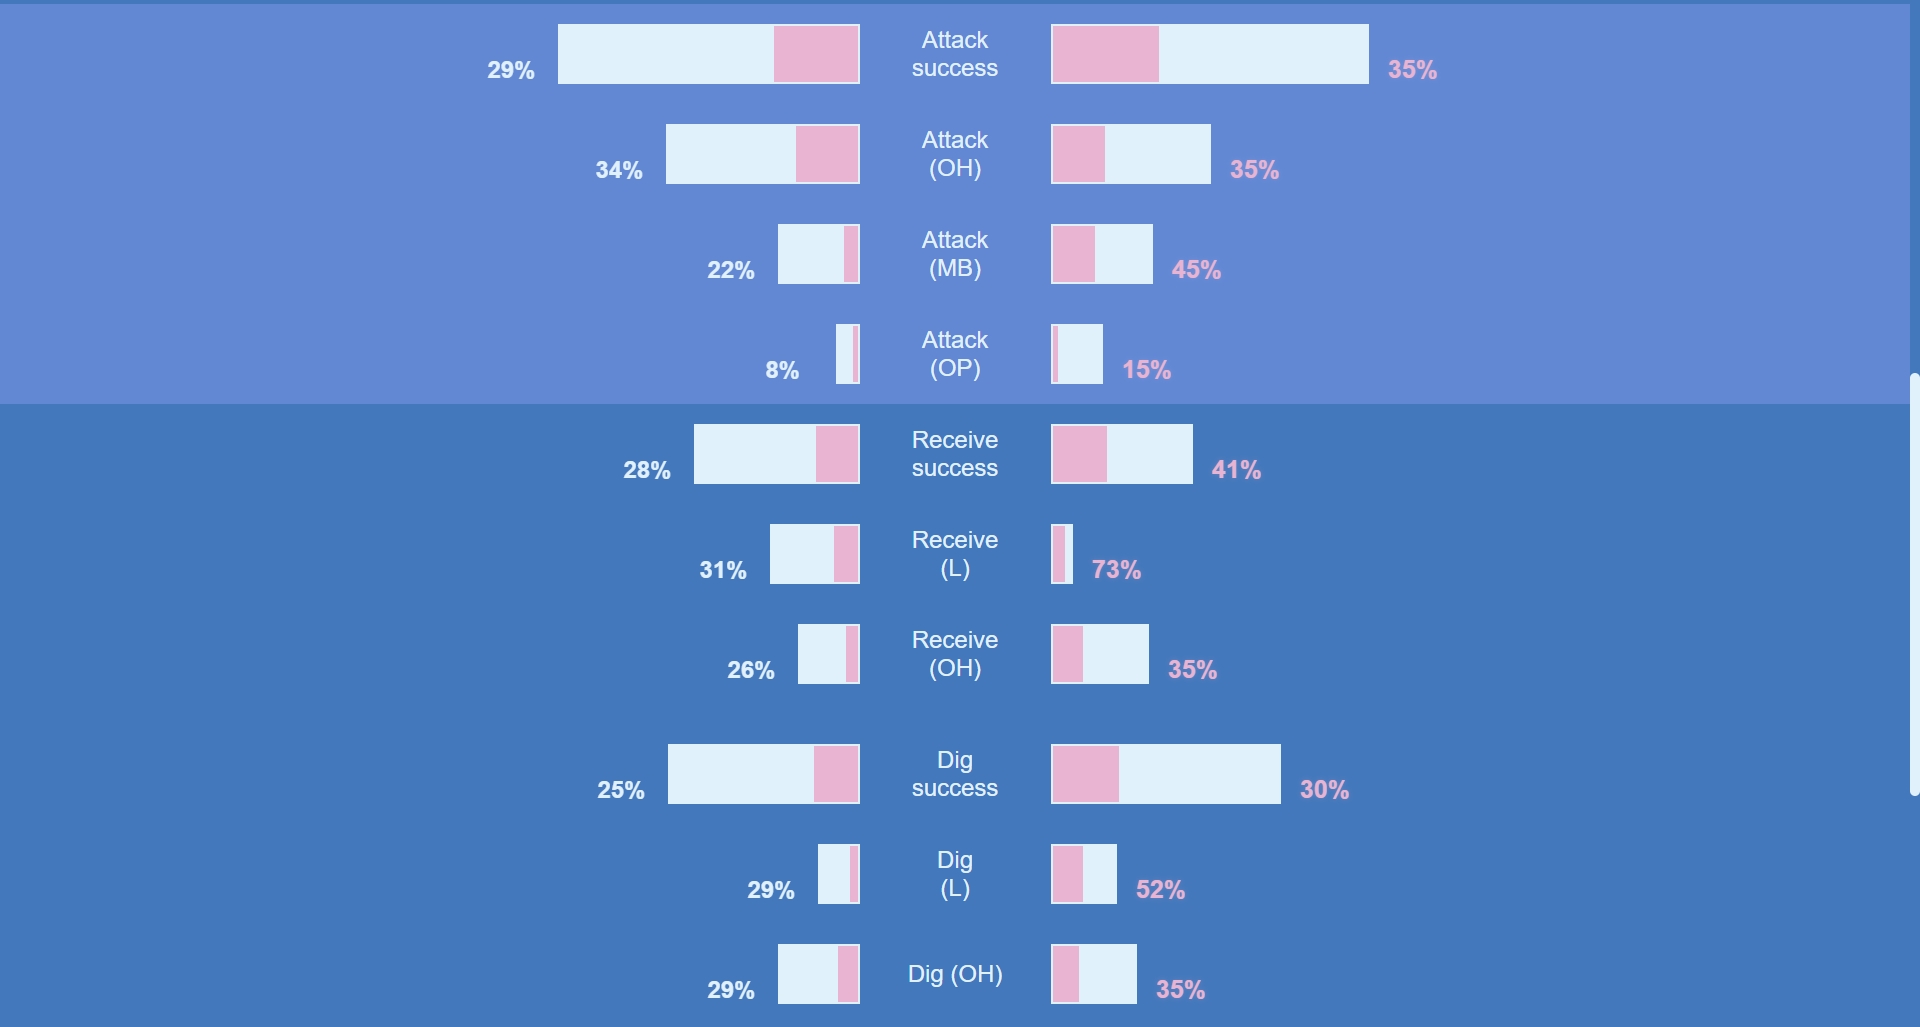 29%
Attack
success
35%
34%
Attack
(OH)
35%
22%
Attack
(MB)
45%
8%
Attack
(OP)
15%
28%
Receive
success
41%
31%
Receive
(L)
73%
26%
Receive
(OH)
35%
25%
Dig
success
30%
29%
Dig
(L)
52%
29%
Dig (OH)
35%